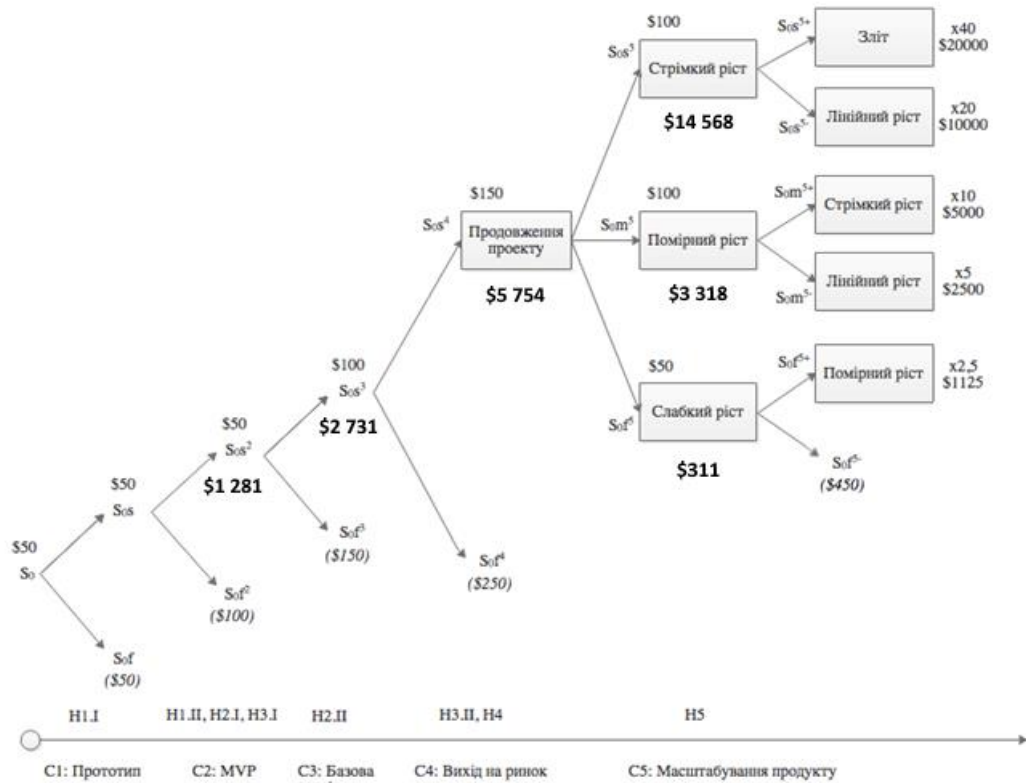 $100
S₀s⁵
Стрімкий ріст
$14 568
S₀s⁵⁺
Зліт
x40
$20000
S₀s⁵⁻
Лінійний ріст
x20
$10000
$150
S₀s⁴
Продовження
проекту
$5 754
$100
S₀m⁵
Помірний ріст
$3 318
S₀m⁵⁺
Стрімкий ріст
x10
$5000
S₀m⁵⁻
Лінійний ріст
x5
$2500
$50
S₀f⁵
Слабкий ріст
$311
S₀f⁵⁺
Помірний ріст
x2,5
$1125
S₀f⁵⁻
($450)
$100
S₀s³
$2 731
$50
S₀s²
$1 281
$50
S₀s
$50
S₀
S₀f³
($150)
S₀f⁴
($250)
S₀f²
($100)
S₀f
($50)
H1.I
H1.II, H2.I, H3.I
H2.II
H3.II, H4
H5
C1: Прототип
C2: MVP
C3: Базова
C4: Вихід на ринок
C5: Масштабування продукту